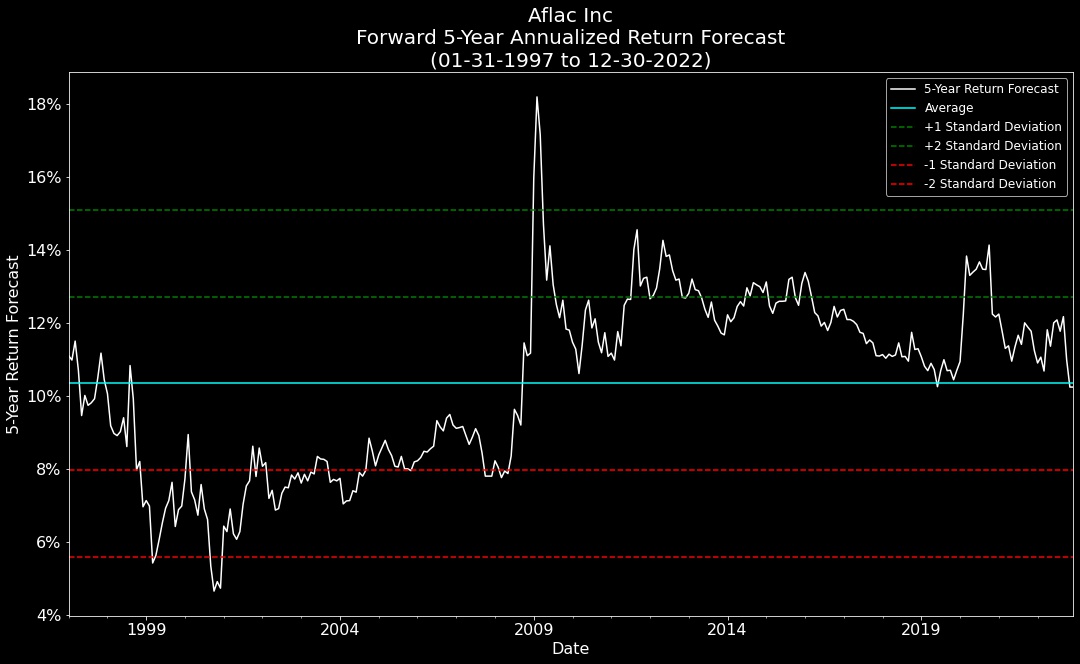 Aflac Inc
Forward 5-Year Annualized Return Forecast
(01-31-1997 to 12-30-2022)
5-Year Return Forecast
Average
+1 Standard Deviation
+2 Standard Deviation
-1 Standard Deviation
-2 Standard Deviation
18%
16%
14%
12%
10%
8%
6%
4%
5-Year Return Forecast
1999
2004
2009
2014
2019
Date